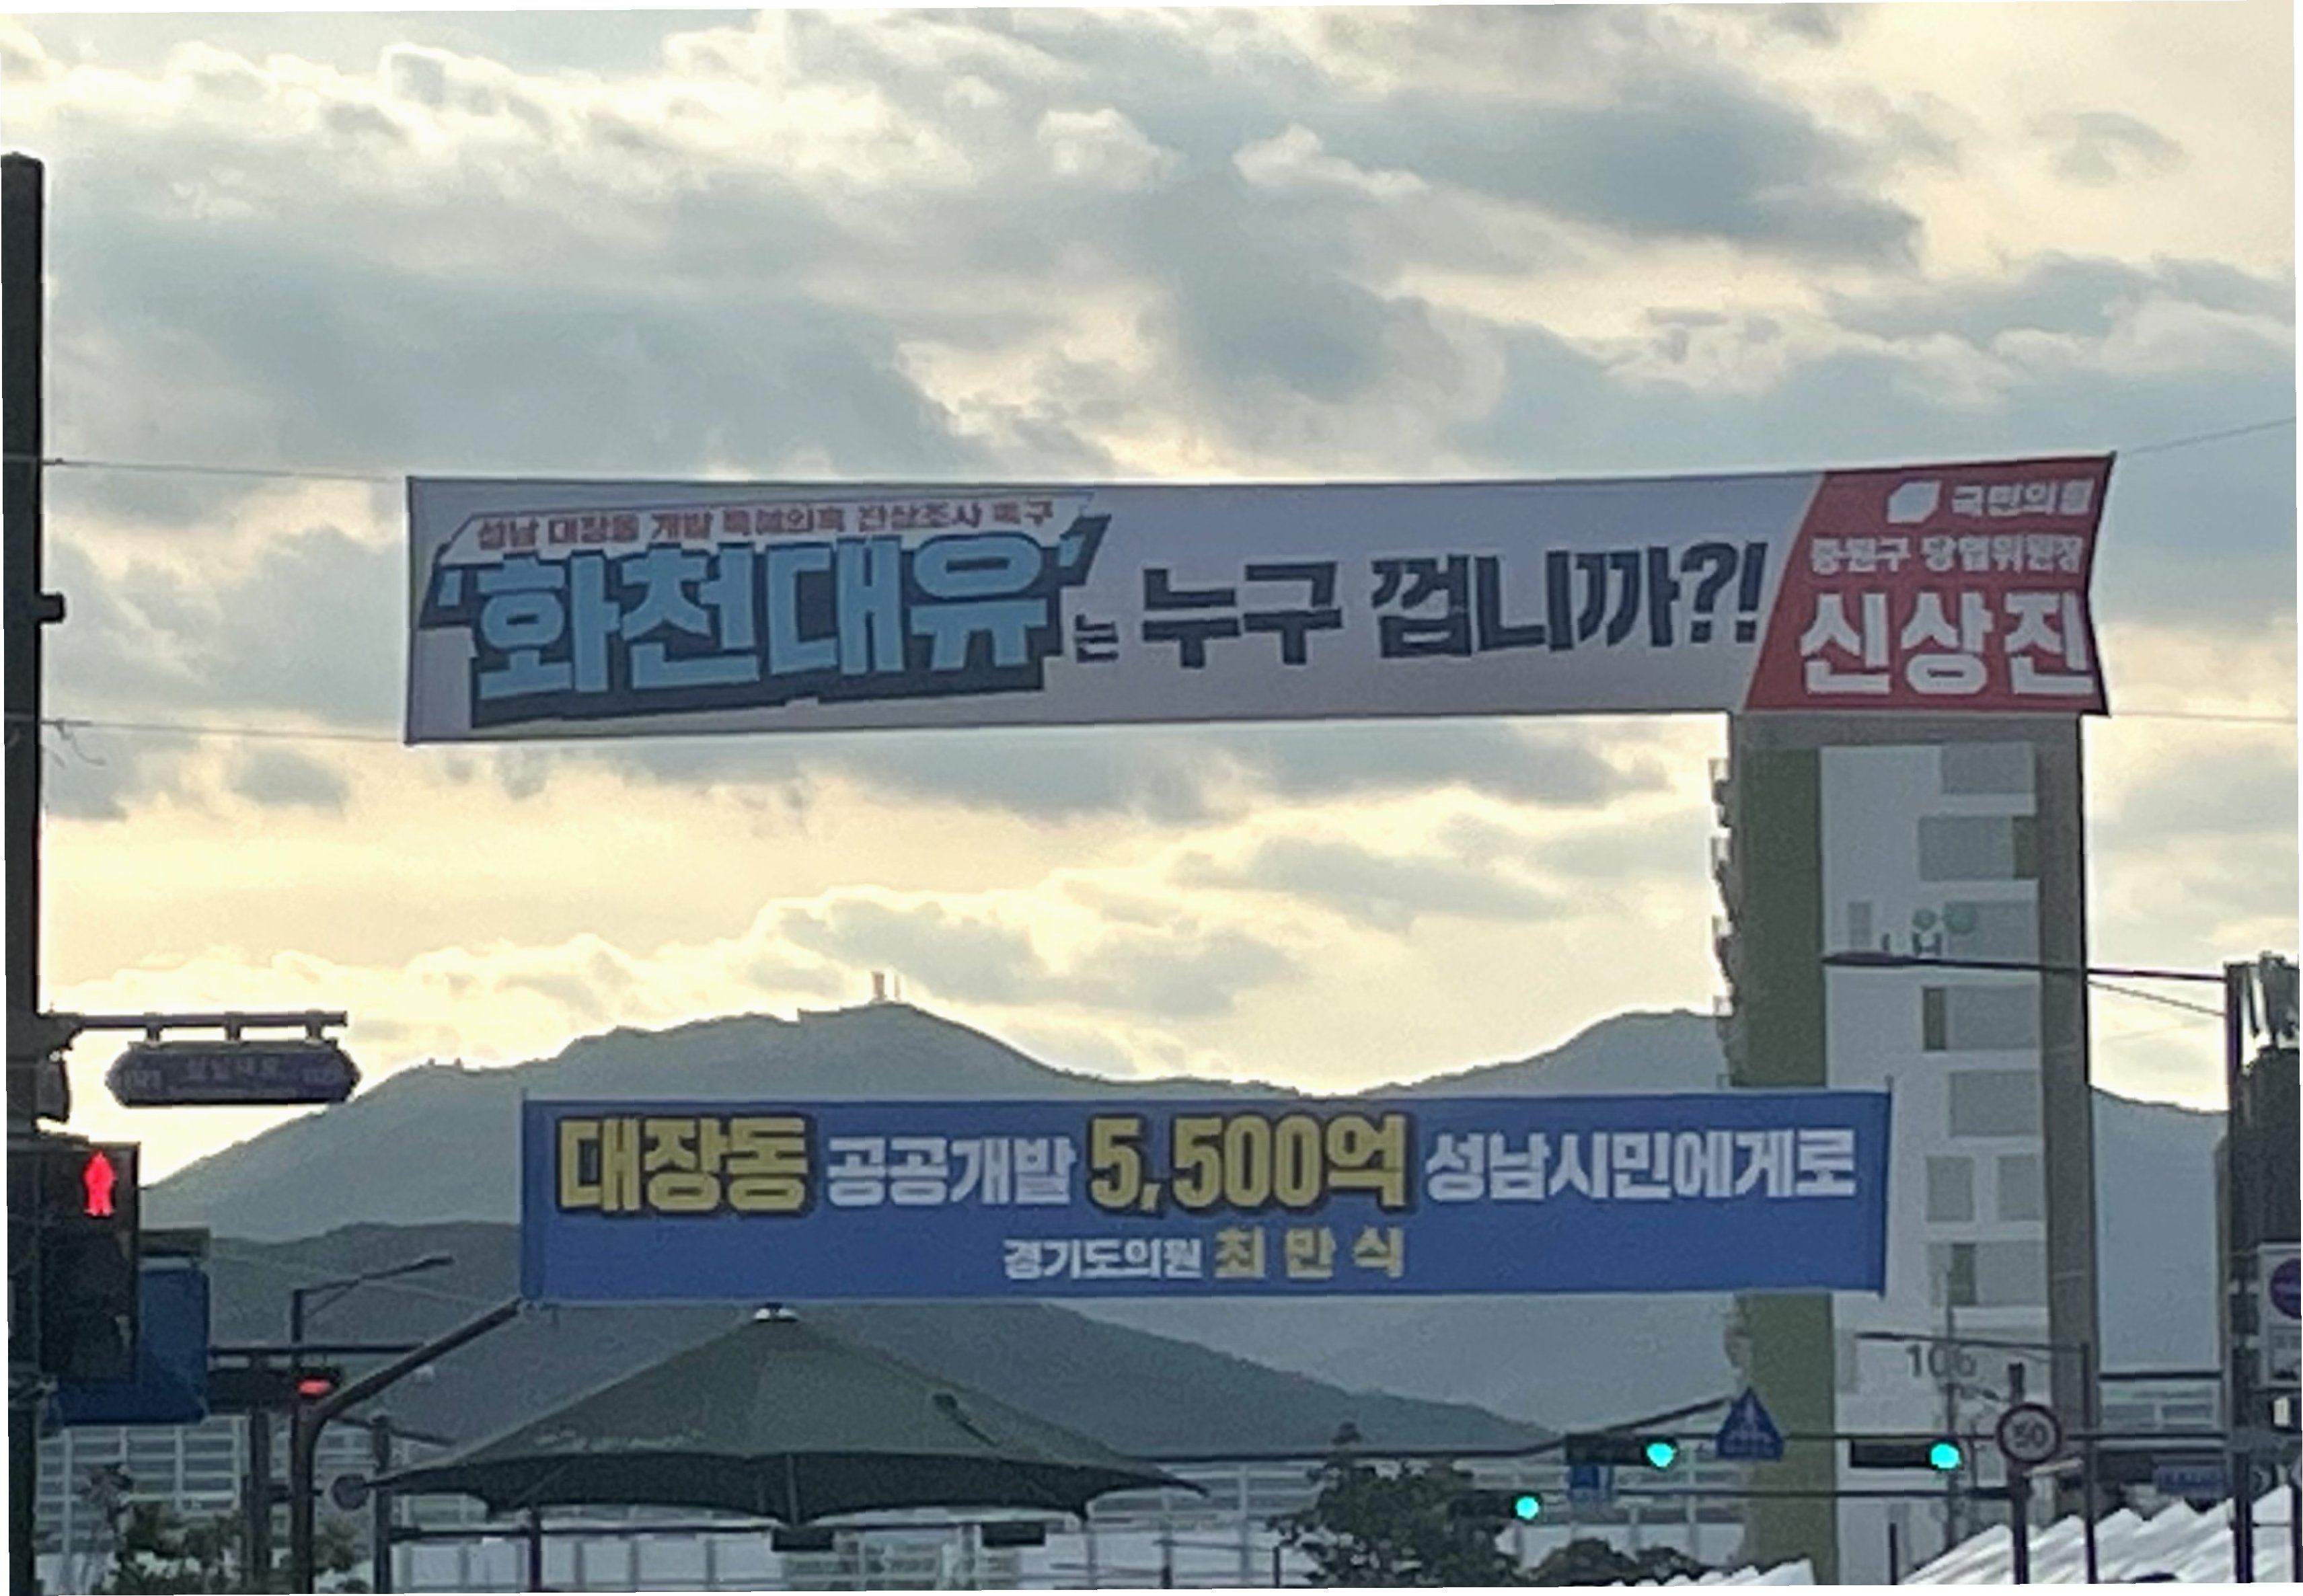 성남 대장동 개발 특혜의혹 진상조사 촉구
'화천대유'는 누구 껍니까?!
국민의힘
중원구 당협위원장
신상진
LH
대장동 공공개발 5,500억 성남시민에게로
경기도의원 최만식
50